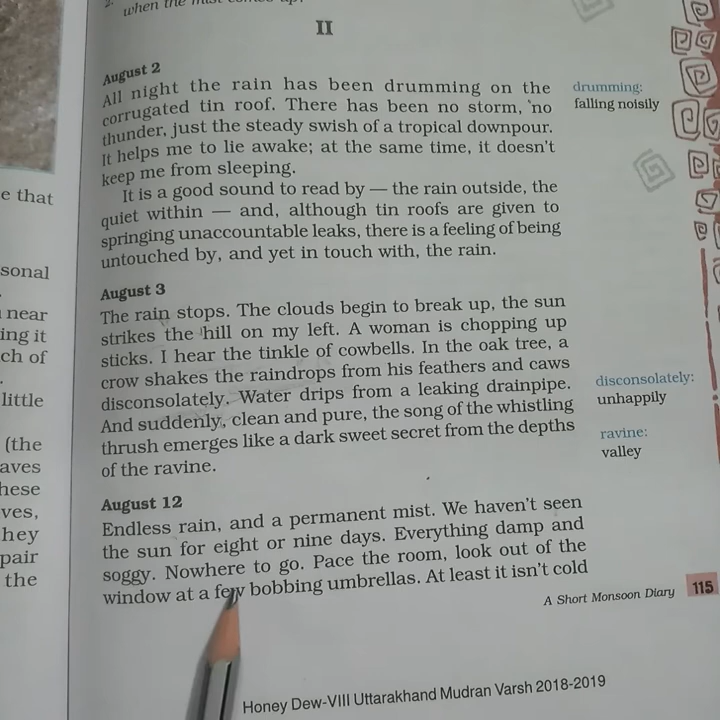 2. when the
II
August 2
All night the rain has been drumming on the
corrugated tin roof. There has been no storm, no
thunder, just the steady swish of a tropical downpour.
It helps me to lie awake; at the same time, it doesn't
keep me from sleeping.
It is a good sound to read by — the rain outside, the
quiet within — and, although tin roofs are given to
springing unaccountable leaks, there is a feeling of being
untouched by, and yet in touch with, the rain.
August 3
The rain stops. The clouds begin to break up, the sun
strikes the hill on my left. A woman is chopping up
sticks. I hear the tinkle of cowbells. In the oak tree, a
crow shakes the raindrops from his feathers and caws
disconsolately. Water drips from a leaking drainpipe.
And suddenly, clean and pure, the song of the whistling
thrush emerges like a dark sweet secret from the depths
of the ravine.
August 12
Endless rain, and a permanent mist. We haven't seen
the sun for eight or nine days. Everything damp and
soggy. Nowhere to go. Pace the room, look out of the
window at a few bobbing umbrellas. At least it isn't cold
drumming:
falling noisily
disconsolately:
unhappily
ravine:
valley
A Short Monsoon Diary 115
Honey Dew-VIII Uttarakhand Mudran Varsh 2018-2019
e that
sonal
near
ing it
ch of
little
(the
aves
hese
ves,
hey
pair
the